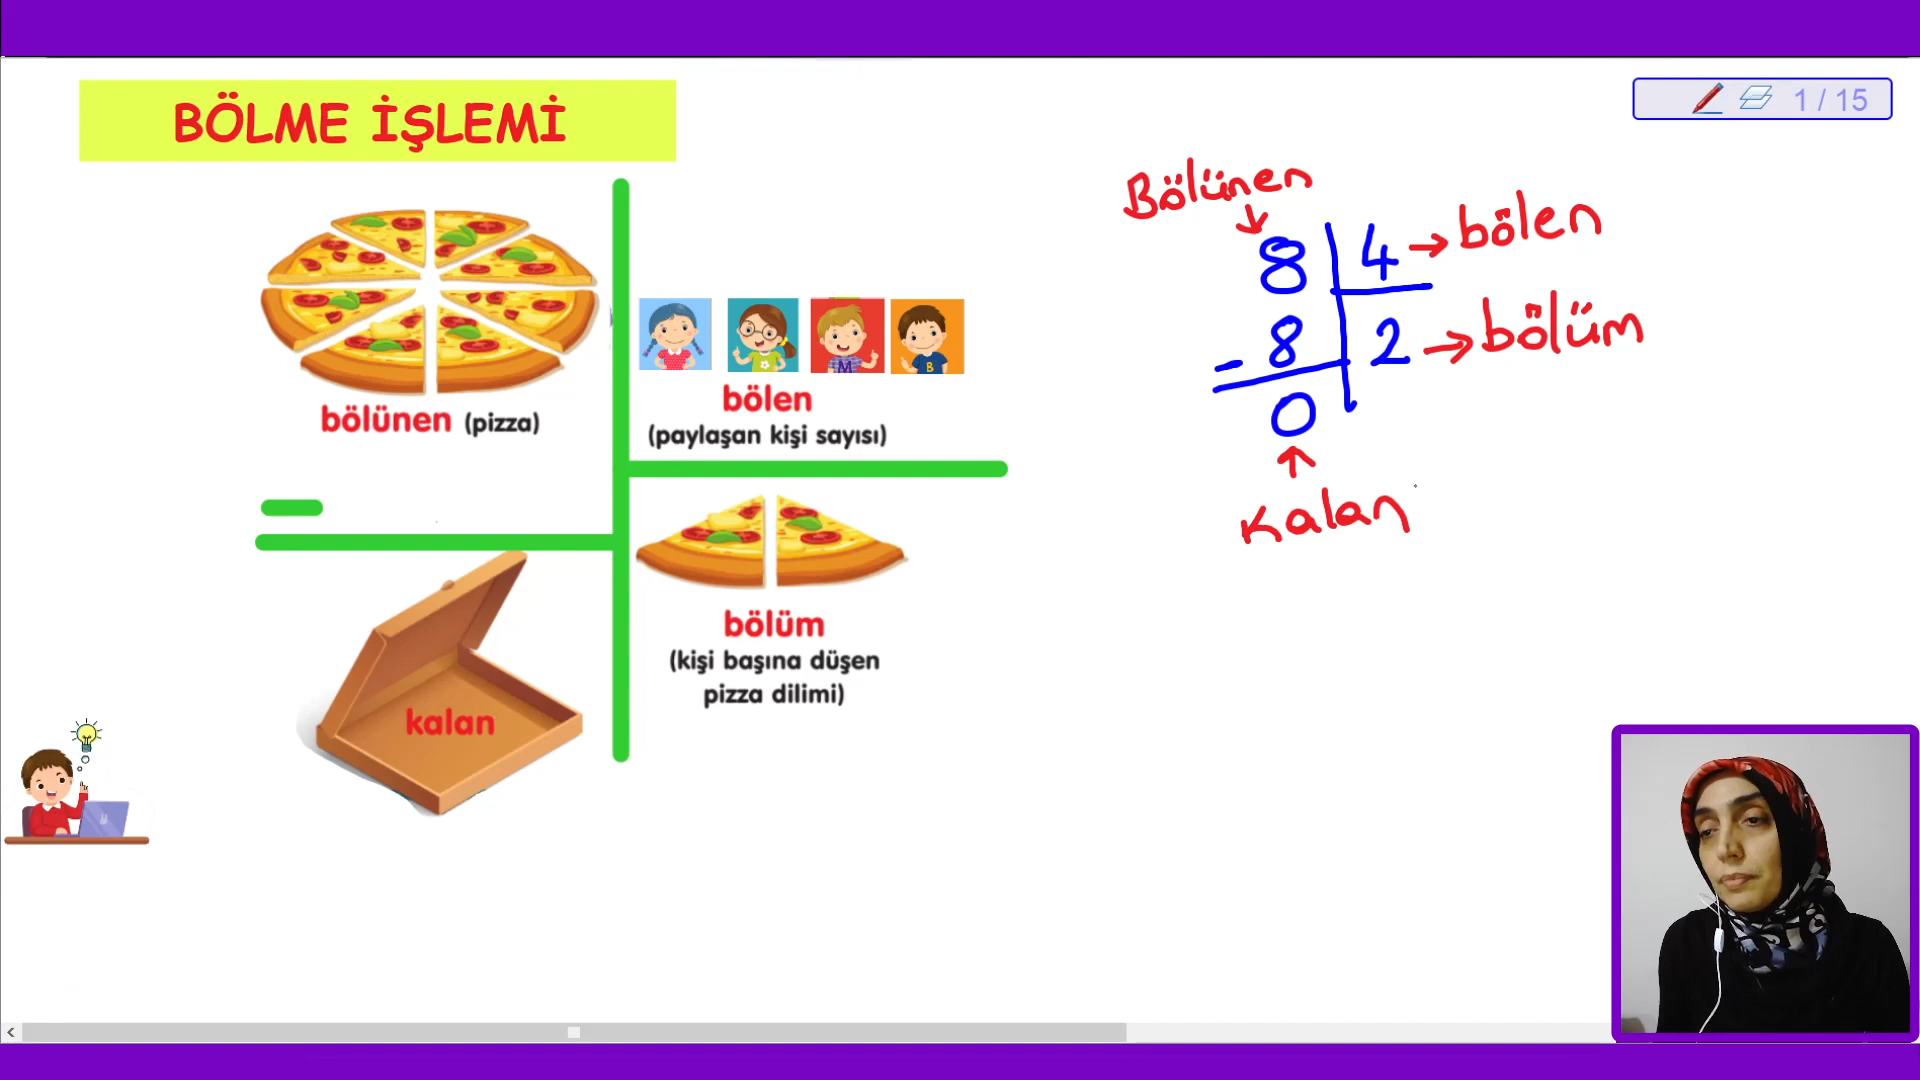 BÖLME İŞLEMİ
1 / 15
bölünen (pizza)
M
B
bölen
(paylaşan kişi sayısı)
bölüm
(kişi başına düşen
pizza dilimi)
kalan
Bölünen
8 4 → bölen
- 8 2 → bölüm
0
Kalan